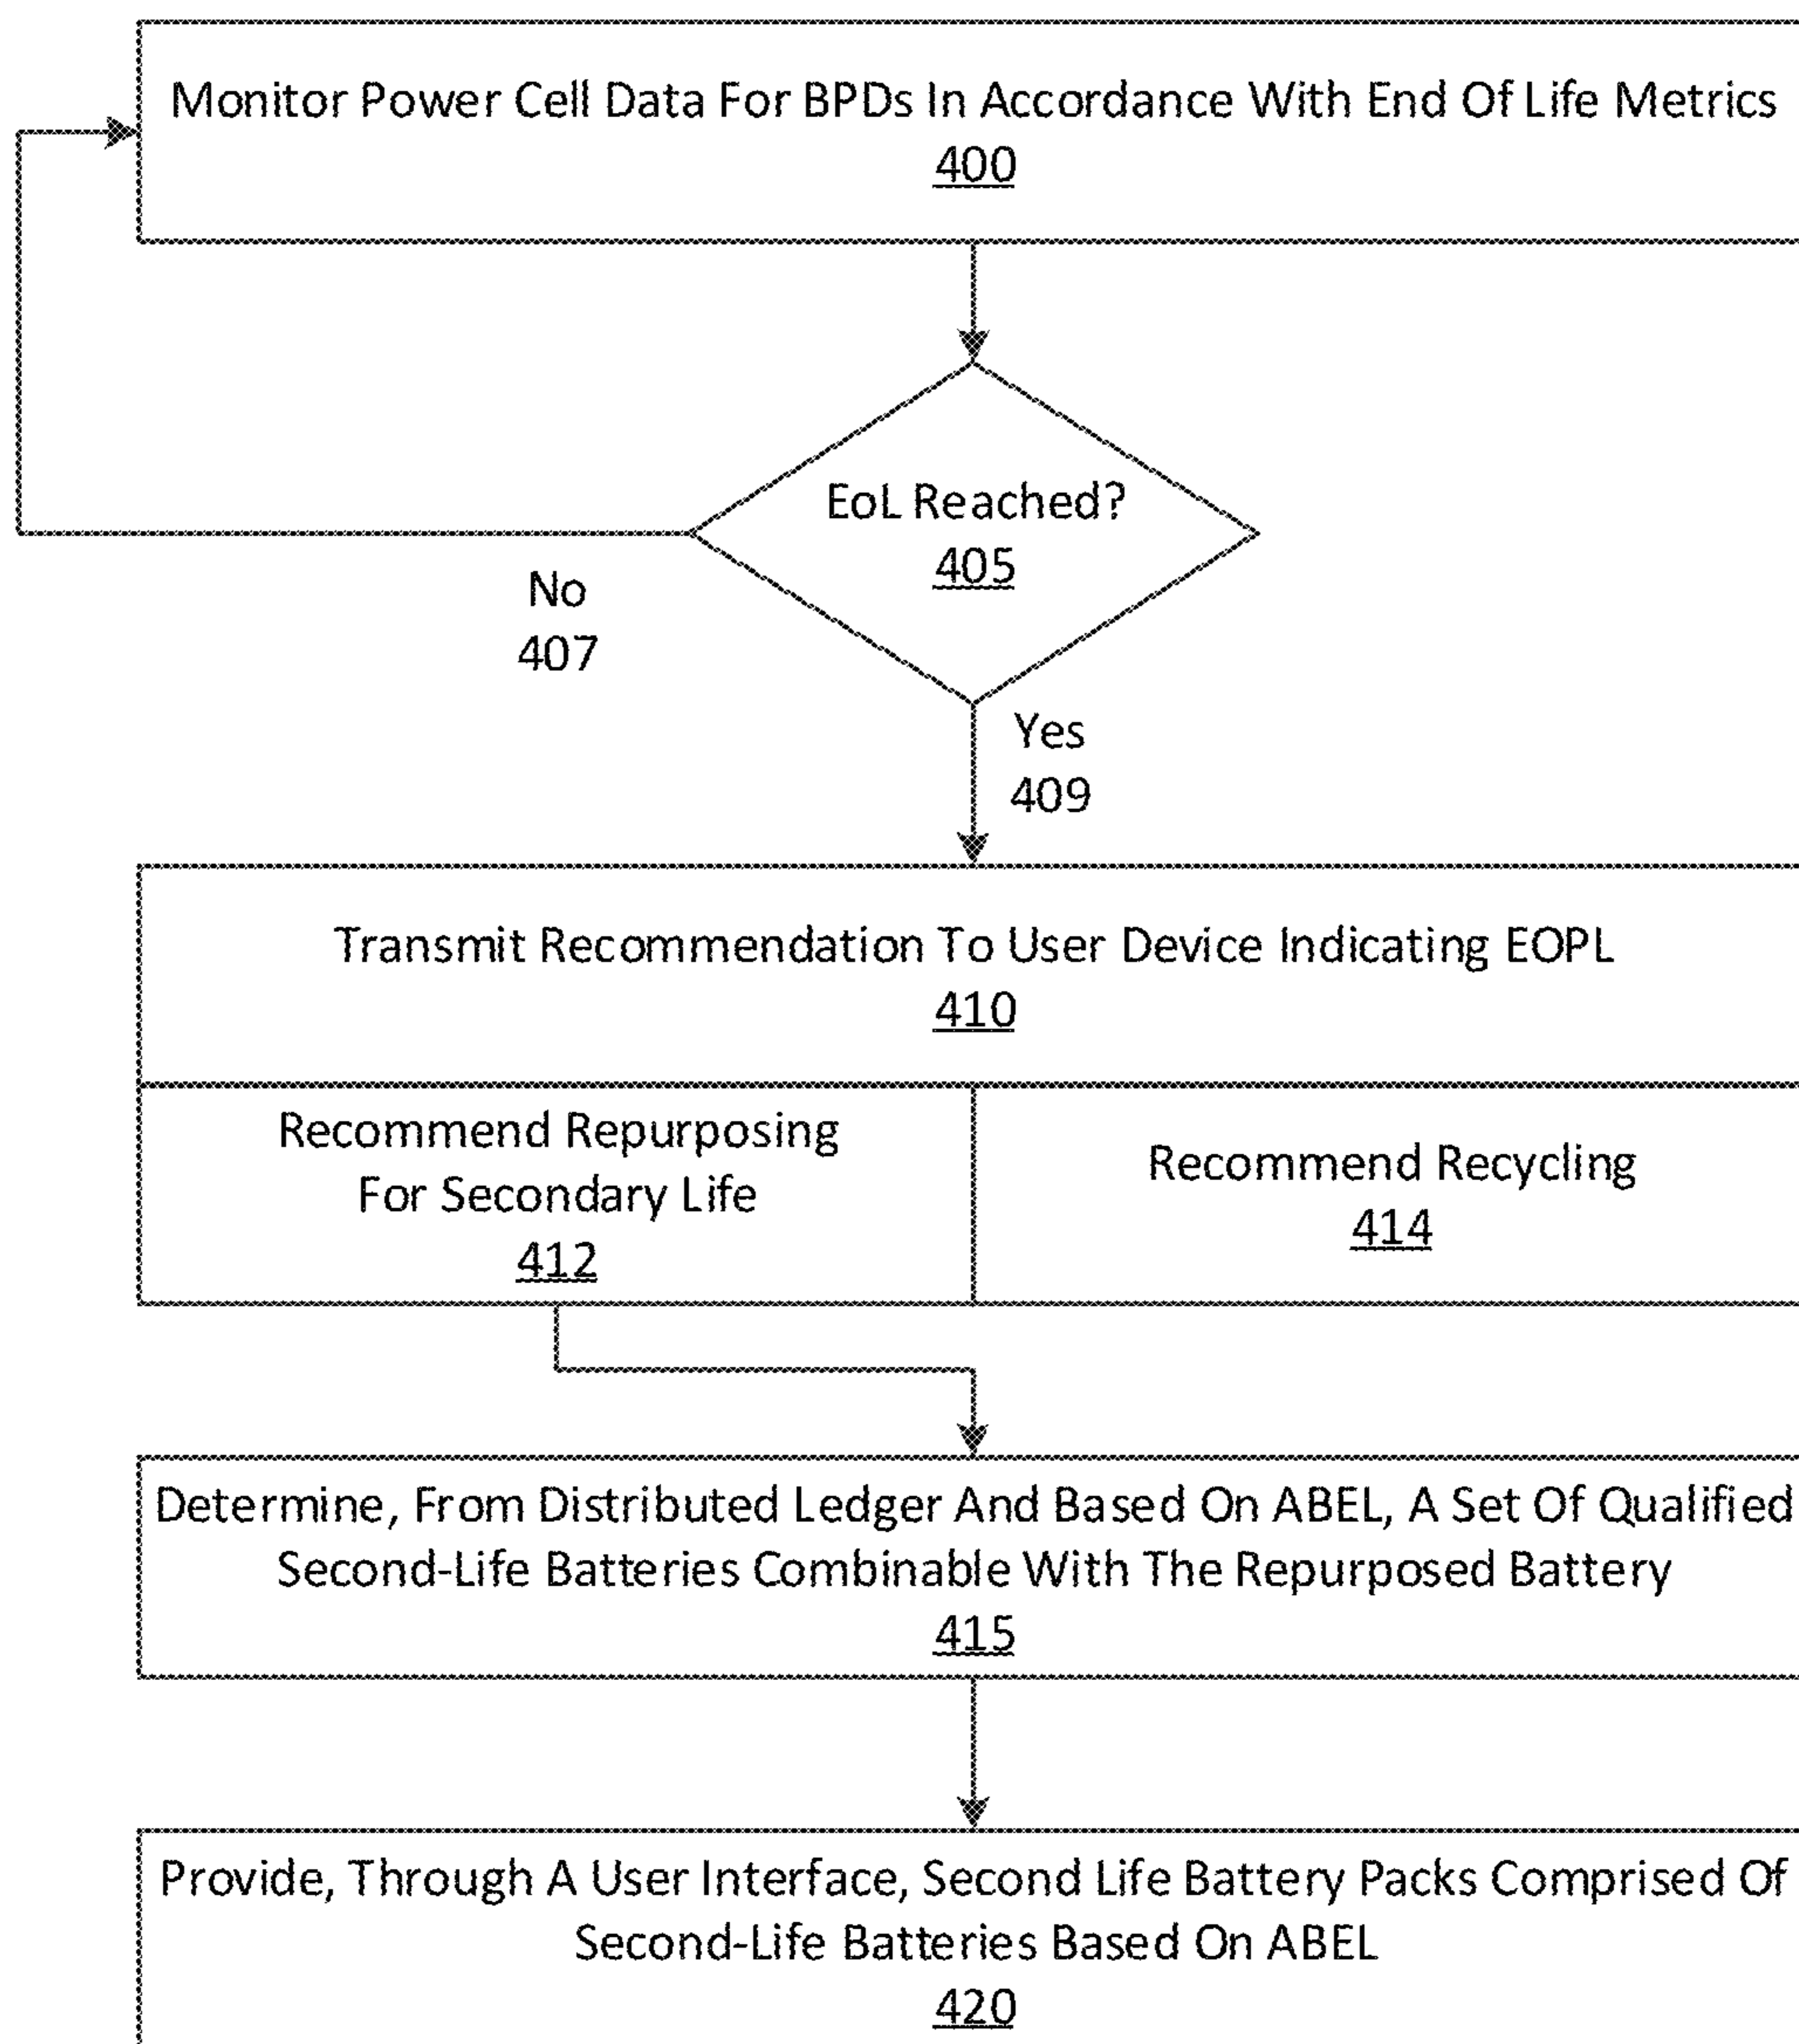 Monitor Power Cell Data For BPDs In Accordance With End Of Life Metrics
400
EoL Reached?
405
No
407
Yes
409
Transmit Recommendation To User Device Indicating EOPL
410
Recommend Repurposing
For Secondary Life
412
Recommend Recycling
414
Determine, From Distributed Ledger And Based On ABEL, A Set Of Qualified
Second-Life Batteries Combinable With The Repurposed Battery
415
Provide, Through A User Interface, Second Life Battery Packs Comprised Of
Second-Life Batteries Based On ABEL
420